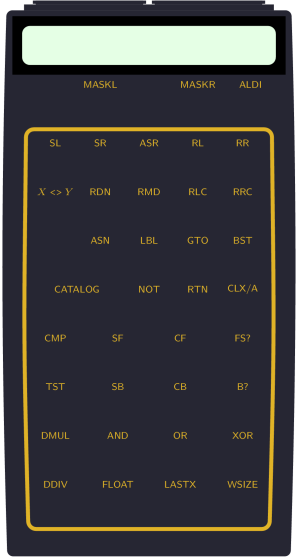 MASKL MASKR ALDI
SL SR ASR RL RR
X <> Y RDN RMD RLC RRC
ASN LBL GTO BST
CATALOG NOT RTN CLX/A
CMP SF CF FS?
TST SB CB B?
DMUL AND OR XOR
DDIV FLOAT LASTX WSIZE